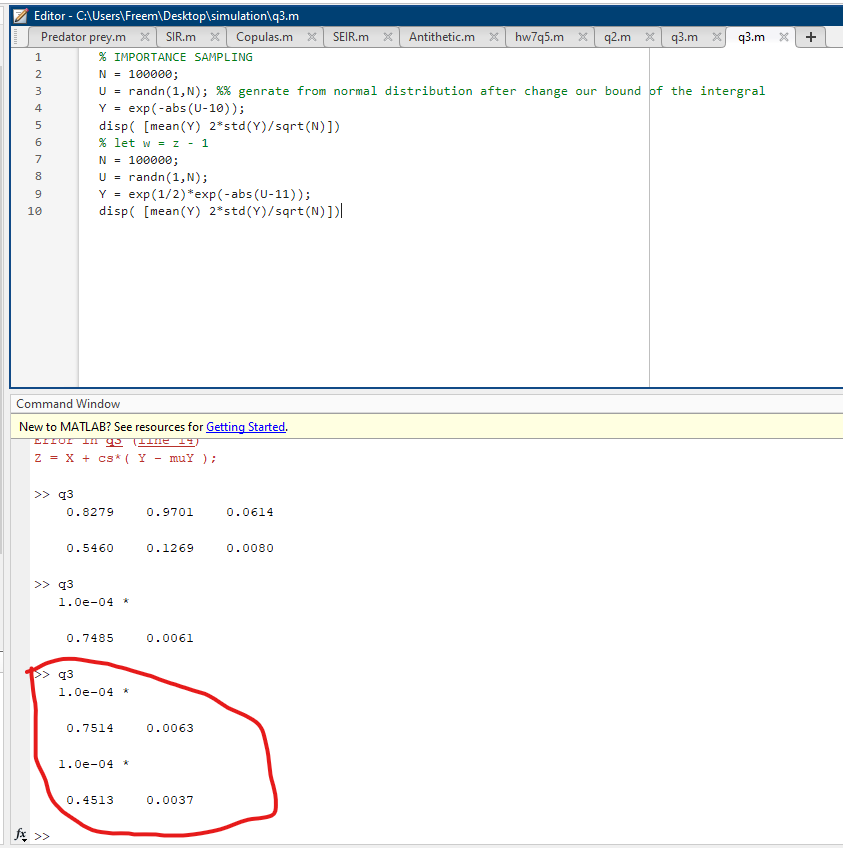 Editor - C:\Users\Freem\Desktop\simulation\q3.m
Predator prey.m SIR.m Copulas.m SEIR.m Antithetic.m hw7q5.m q2.m q3.m q3.m +
1 % IMPORTANCE SAMPLING
2 N = 100000;
3 U = randn(1,N); %% genrate from normal distribution after change our bound of the intergral
4 Y = exp(-abs(U-10));
5 disp( [mean(Y) 2*std(Y)/sqrt(N)])
6 % let w = z - 1
7 N = 100000;
8 U = randn(1,N);
9 Y = exp(1/2)*exp(-abs(U-11));
10 disp( [mean(Y) 2*std(Y)/sqrt(N)])
Command Window
New to MATLAB? See resources for Getting Started.
Error in q3 (line 14)
Z = X + cs*( Y - muY );
>> q3
0.8279 0.9701 0.0614
0.5460 0.1269 0.0080
>> q3
1.0e-04 *
0.7485 0.0061
>> q3
1.0e-04 *
0.7514 0.0063
1.0e-04 *
0.4513 0.0037
fx >>